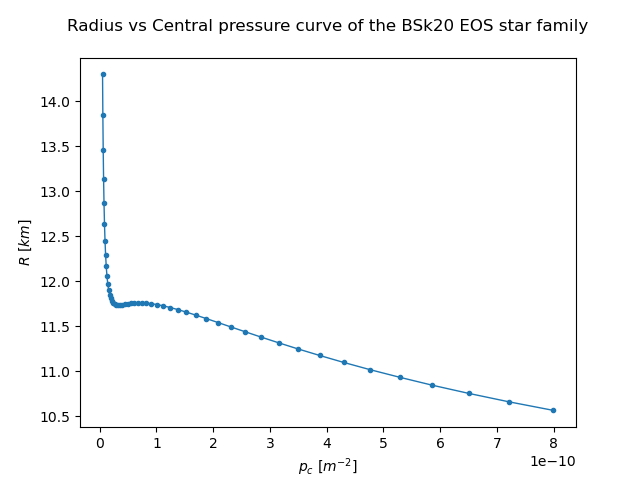 Radius vs Central pressure curve of the BSk20 EOS star family
14.0
13.5
13.0
12.5
12.0
11.5
11.0
10.5
R [km]
0 1 2 3 4 5 6 7 8
1e−10
p_c [m^{−2}]